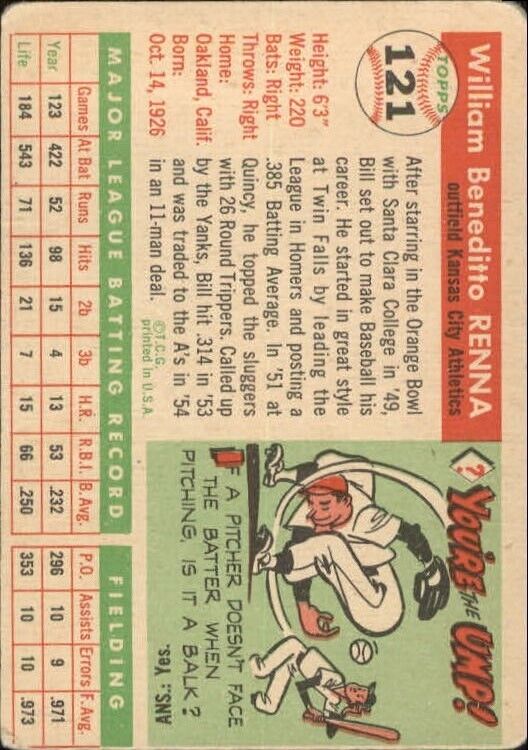 TOPPS
121
William Beneditto RENNA
outfield Kansas City Athletics
Height: 6'3"
Weight: 220
Bats: Right
Throws: Right
Home:
Oakland, Calif.
Born:
Oct. 14, 1926
After starring in the Orange Bowl
with Santa Clara College in '49,
Bill set out to make Baseball his
career. He started in great style
at Twin Falls by leading the
League in Homers and posting a
.385 Batting Average. In '51 at
Quincy, he topped the sluggers
with 26 Round Trippers. Called up
by the Yanks, Bill hit .314 in '53
and was traded to the A's in '54
in an 11-man deal.
©T.C.G.
printed in U.S.A.
?
YOU'RE THE UMP!
IF A PITCHER DOESN'T FACE
THE BATTER WHEN
PITCHING, IS IT A BALK?
ANS: Yes.
MAJOR LEAGUE BATTING RECORD FIELDING
Games At Bat Runs Hits 2b 3b H.R. R.B.I. B.Avg. P.O. Assists Errors F.Avg.
Year 123 422 52 98 15 4 13 53 .232 296 10 9 .971
Life 184 543 71 136 21 7 15 66 .250 353 10 10 .973